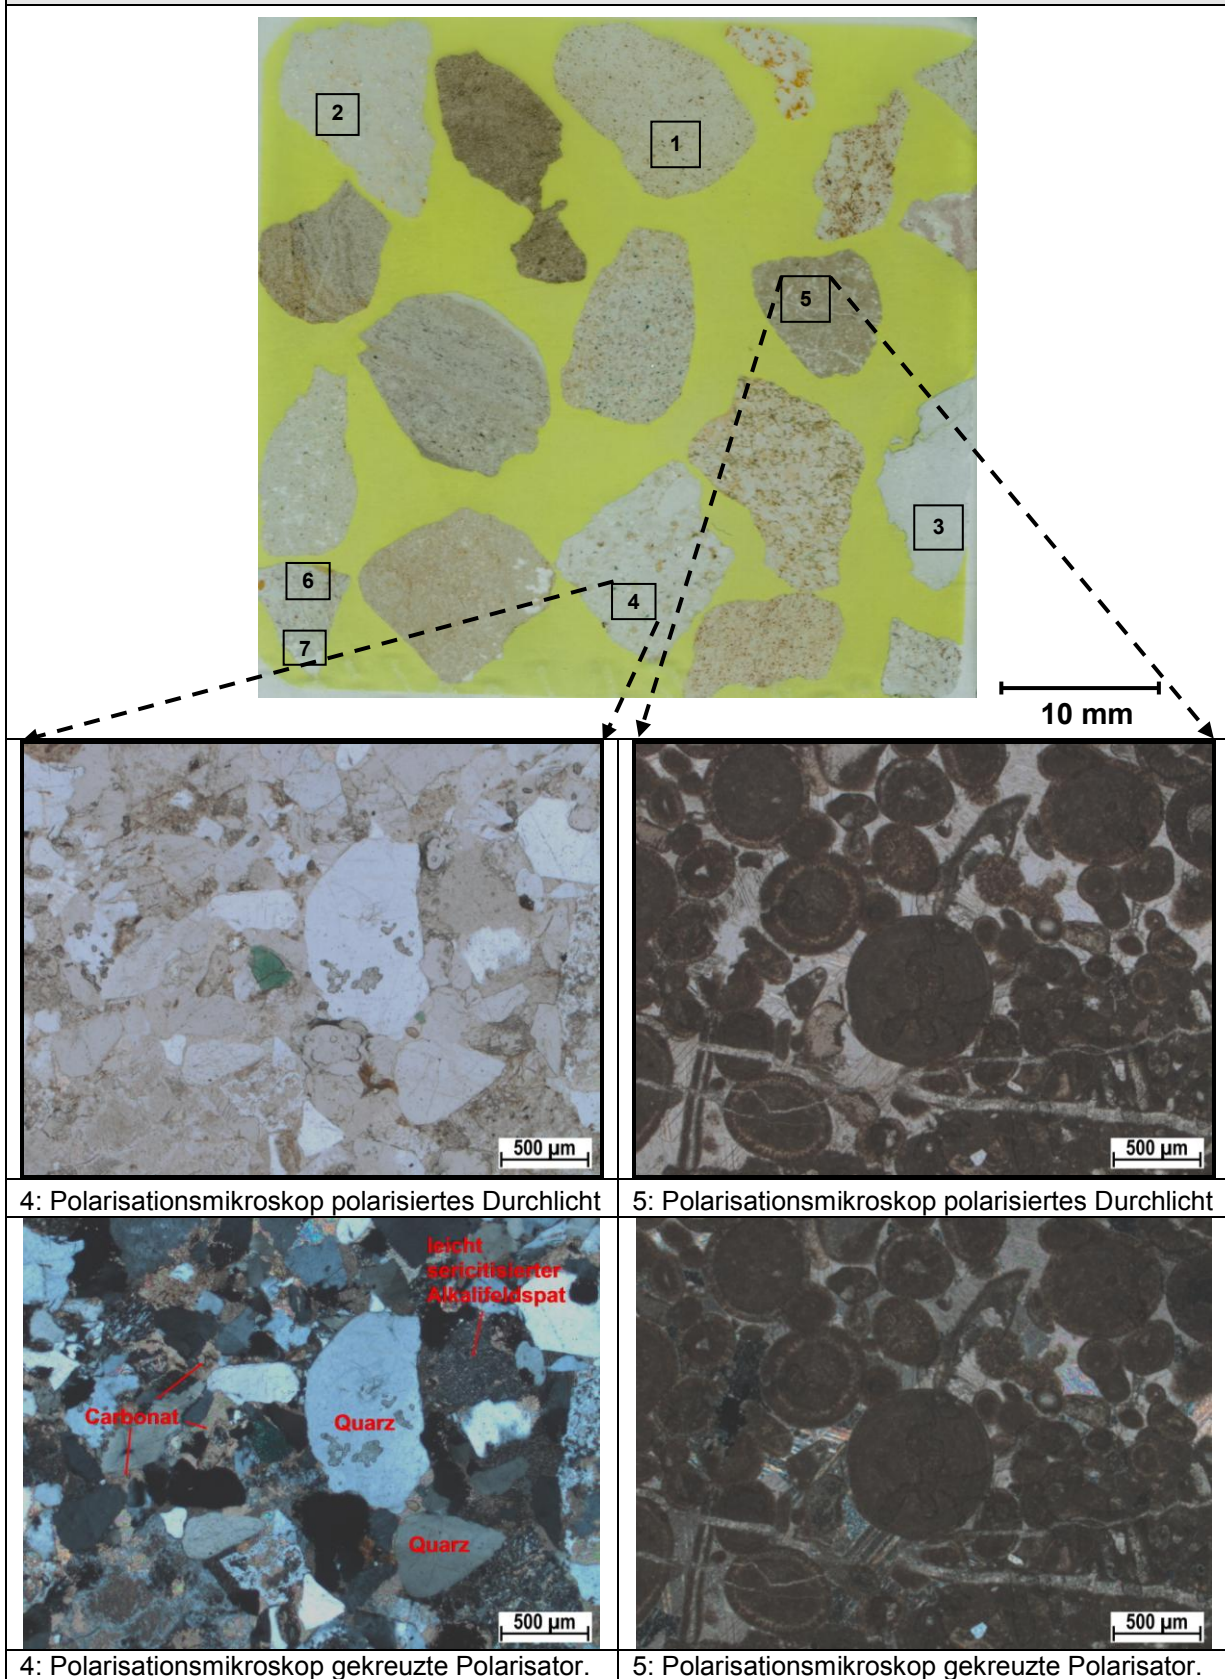 2
1
5
3
6
4
7
10 mm
500 µm
500 µm
4: Polarisationsmikroskop polarisiertes Durchlicht
5: Polarisationsmikroskop polarisiertes Durchlicht
leicht
sericitisierter
Alkalifeldspat
Carbonat
Quarz
Quarz
500 µm
500 µm
4: Polarisationsmikroskop gekreuzte Polarisator.
5: Polarisationsmikroskop gekreuzte Polarisator.